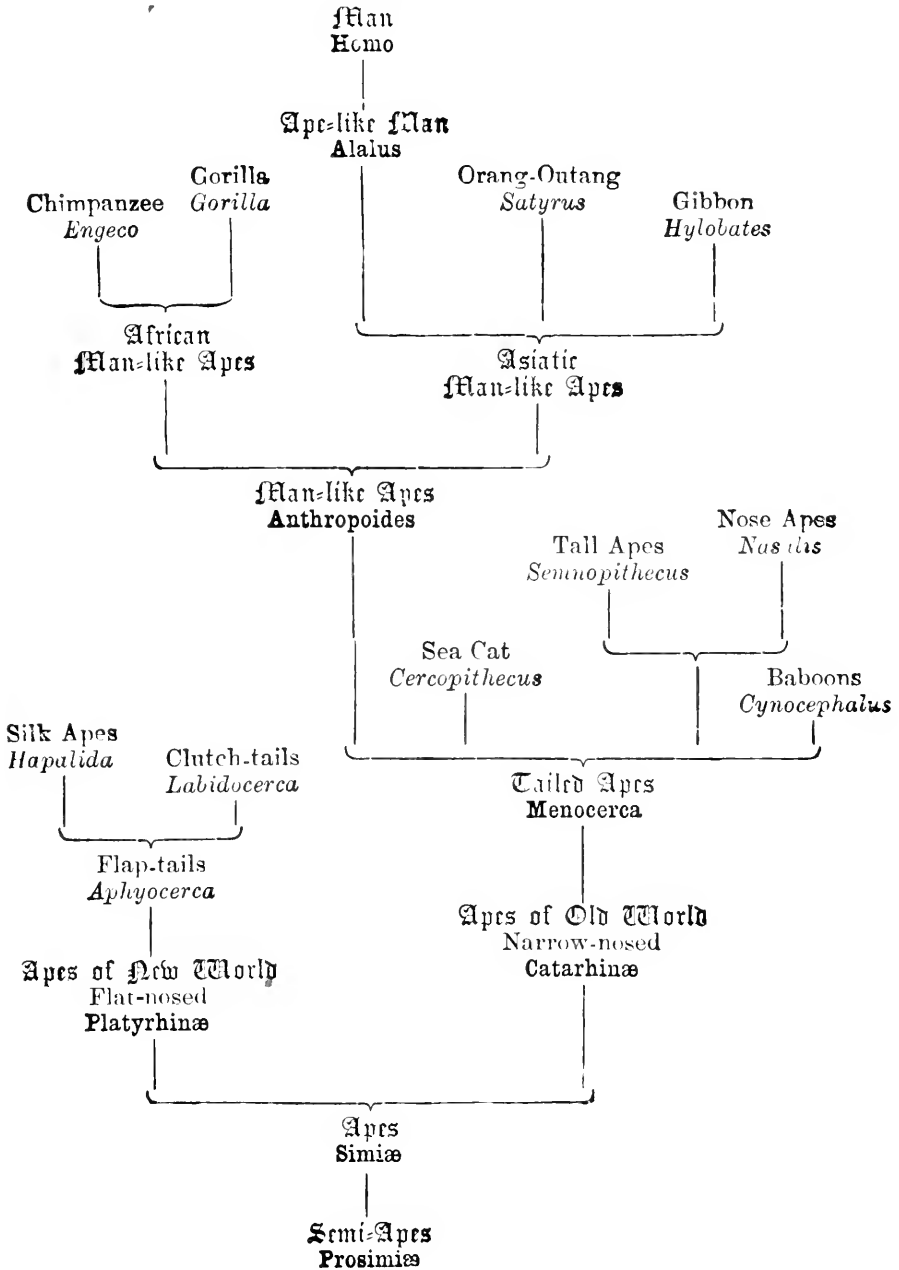 Man
Homo
Ape-like Man
Alalus
Chimpanzee
Engeco
Gorilla
Gorilla
Orang-Outang
Satyrus
Gibbon
Hylobates
African
Man-like Apes
Asiatic
Man-like Apes
Man-like Apes
Anthropoides
Tall Apes
Semnopithecus
Nose Apes
Nas lis
Sea Cat
Cercopithecus
Baboons
Cynocephalus
Silk Apes
Hapalida
Clutch-tails
Labidocerca
Tailed Apes
Menocerca
Flap-tails
Aphyocerca
Apes of Old World
Narrow-nosed
Catarhinæ
Apes of New World
Flat-nosed
Platyrhinæ
Apes
Simiæ
Semi-Apes
Prosimiæ